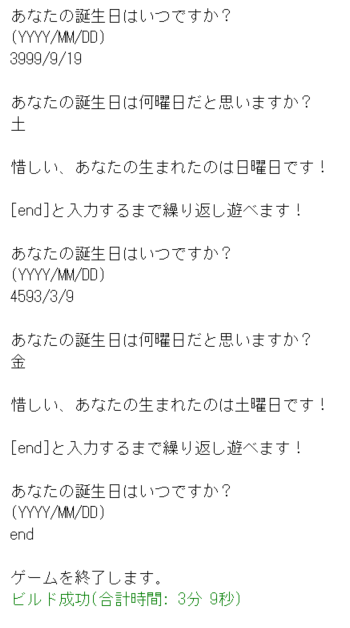 あなたの誕生日はいつですか？
(YYYY/MM/DD)
3999/9/19
あなたの誕生日は何曜日だと思いますか？
土
惜しい、あなたの生まれたのは日曜日です！
[end]と入力するまで繰り返し遊べます！
あなたの誕生日はいつですか？
(YYYY/MM/DD)
4593/3/9
あなたの誕生日は何曜日だと思いますか？
金
惜しい、あなたの生まれたのは土曜日です！
[end]と入力するまで繰り返し遊べます！
あなたの誕生日はいつですか？
(YYYY/MM/DD)
end
ゲームを終了します。
ビルド成功(合計時間: 3分 9秒)